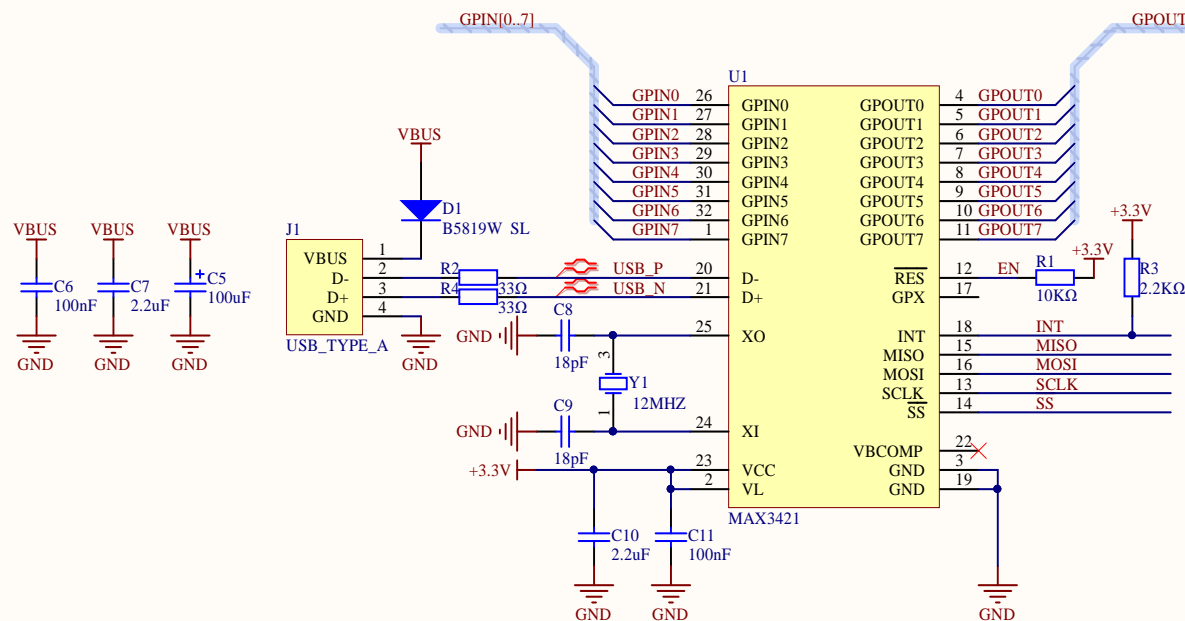 GPIN[0..7]
GPOUT
U1
GPIN0 26 GPIN0 GPOUT0 4 GPOUT0
GPIN1 27 GPIN1 GPOUT1 5 GPOUT1
GPIN2 28 GPIN2 GPOUT2 6 GPOUT2
GPIN3 29 GPIN3 GPOUT3 7 GPOUT3
GPIN4 30 GPIN4 GPOUT4 8 GPOUT4
GPIN5 31 GPIN5 GPOUT5 9 GPOUT5
GPIN6 32 GPIN6 GPOUT6 10 GPOUT6
GPIN7 1 GPIN7 GPOUT7 11 GPOUT7
VBUS
D1
B5819W SL
VBUS
C6
100nF
GND
VBUS
C7
2.2uF
GND
VBUS
+
C5
100uF
GND
J1
VBUS 1
D- 2
D+ 3
GND 4
USB_TYPE_A
GND
R2
33Ω
R4
33Ω
USB_P 20 D-
USB_N 21 D+
GND
C8
18pF
25 XO
3
Y1
12MHZ
1
GND
C9
18pF
24 XI
+3.3V
23 VCC
2 VL
MAX3421
C10
2.2uF
GND
C11
100nF
GND
RES 12 EN
R1
10KΩ
+3.3V
+3.3V
R3
2.2KΩ
GPX 17
INT 18 INT
MISO 15 MISO
MOSI 16 MOSI
SCLK 13 SCLK
SS 14 SS
VBCOMP 22
GND 3
GND 19
GND